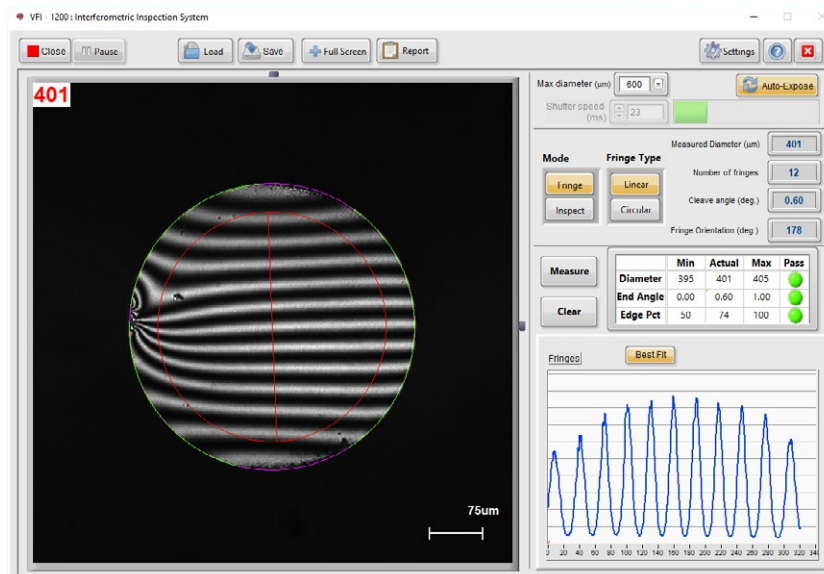 VFI - 1200 : Interferometric Inspection System
Close Pause Load Save Full Screen Report Settings
401
75um
Max diameter (µm) 600 Auto-Expose
Shutter speed (ms) 23
Mode Fringe Type
Fringe Linear
Inspect Circular
Measured Diameter (µm) 401
Number of fringes 12
Cleave angle (deg.) 0.60
Fringe Orientation (deg.) 178
Measure
Clear
Min Actual Max Pass
Diameter 395 401 405
End Angle 0.00 0.60 1.00
Edge Pct 50 74 100
Fringes Best Fit
0 20 40 60 80 100 120 140 160 180 200 220 240 260 280 300 320 340